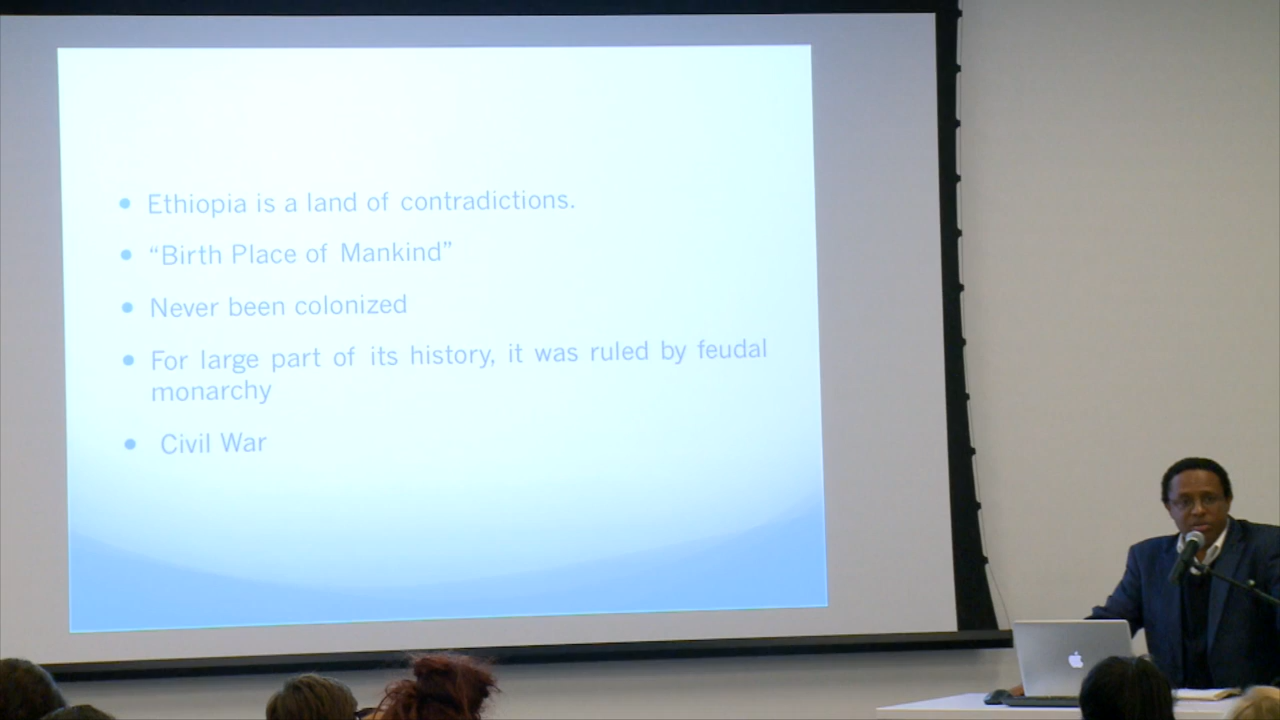 • Ethiopia is a land of contradictions.
• “Birth Place of Mankind”
• Never been colonized
• For large part of its history, it was ruled by feudal
monarchy
• Civil War